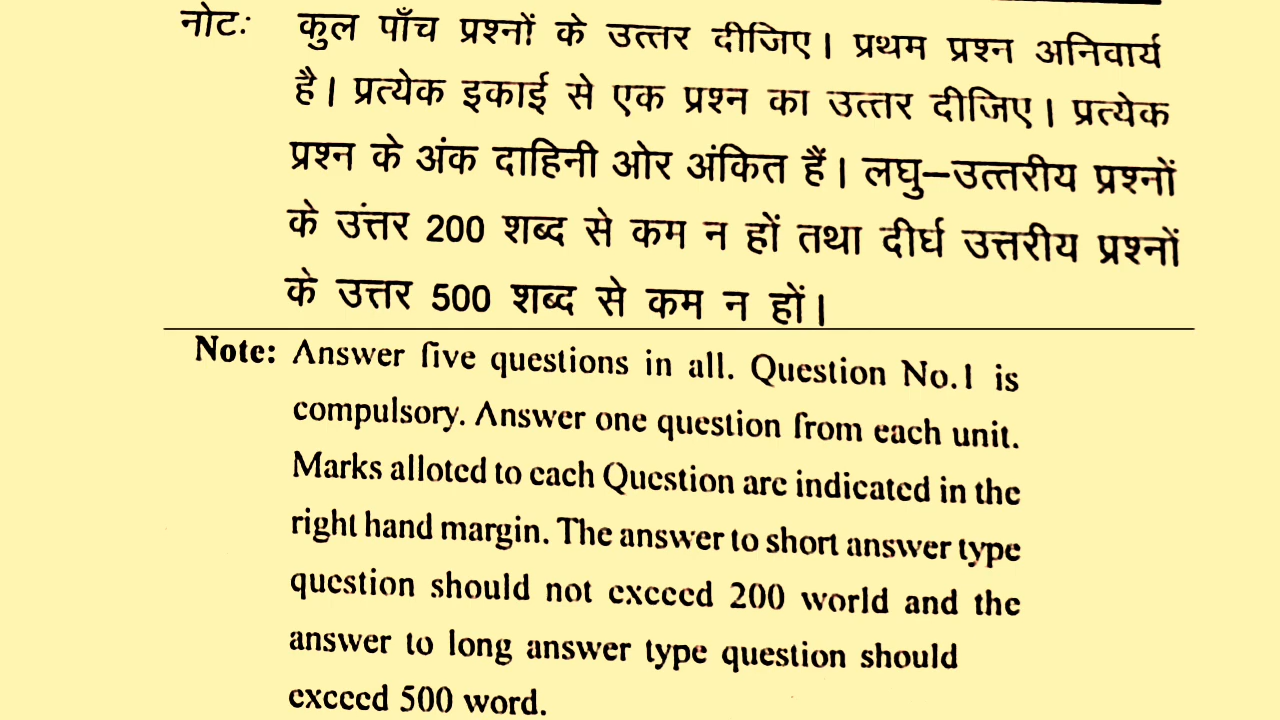 नोटः कुल पाँच प्रश्नों के उत्तर दीजिए। प्रथम प्रश्न अनिवार्य
है। प्रत्येक इकाई से एक प्रश्न का उत्तर दीजिए। प्रत्येक
प्रश्न के अंक दाहिनी ओर अंकित हैं। लघु–उत्तरीय प्रश्नों
के उंत्तर 200 शब्द से कम न हों तथा दीर्घ उत्तरीय प्रश्नों
के उत्तर 500 शब्द से कम न हों।
Note: Answer five questions in all. Question No.1 is
compulsory. Answer one question from each unit.
Marks alloted to each Question are indicated in the
right hand margin. The answer to short answer type
question should not exceed 200 world and the
answer to long answer type question should
exceed 500 word.